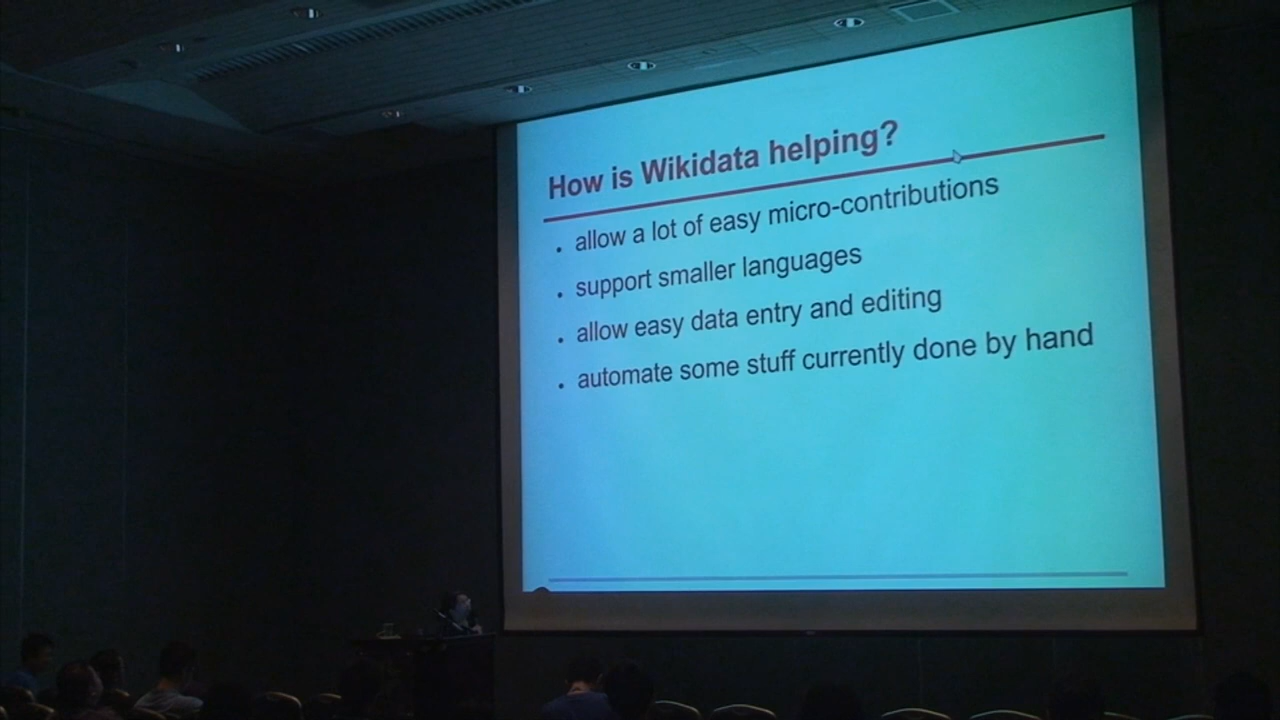 How is Wikidata helping?
• allow a lot of easy micro-contributions
• support smaller languages
• allow easy data entry and editing
• automate some stuff currently done by hand